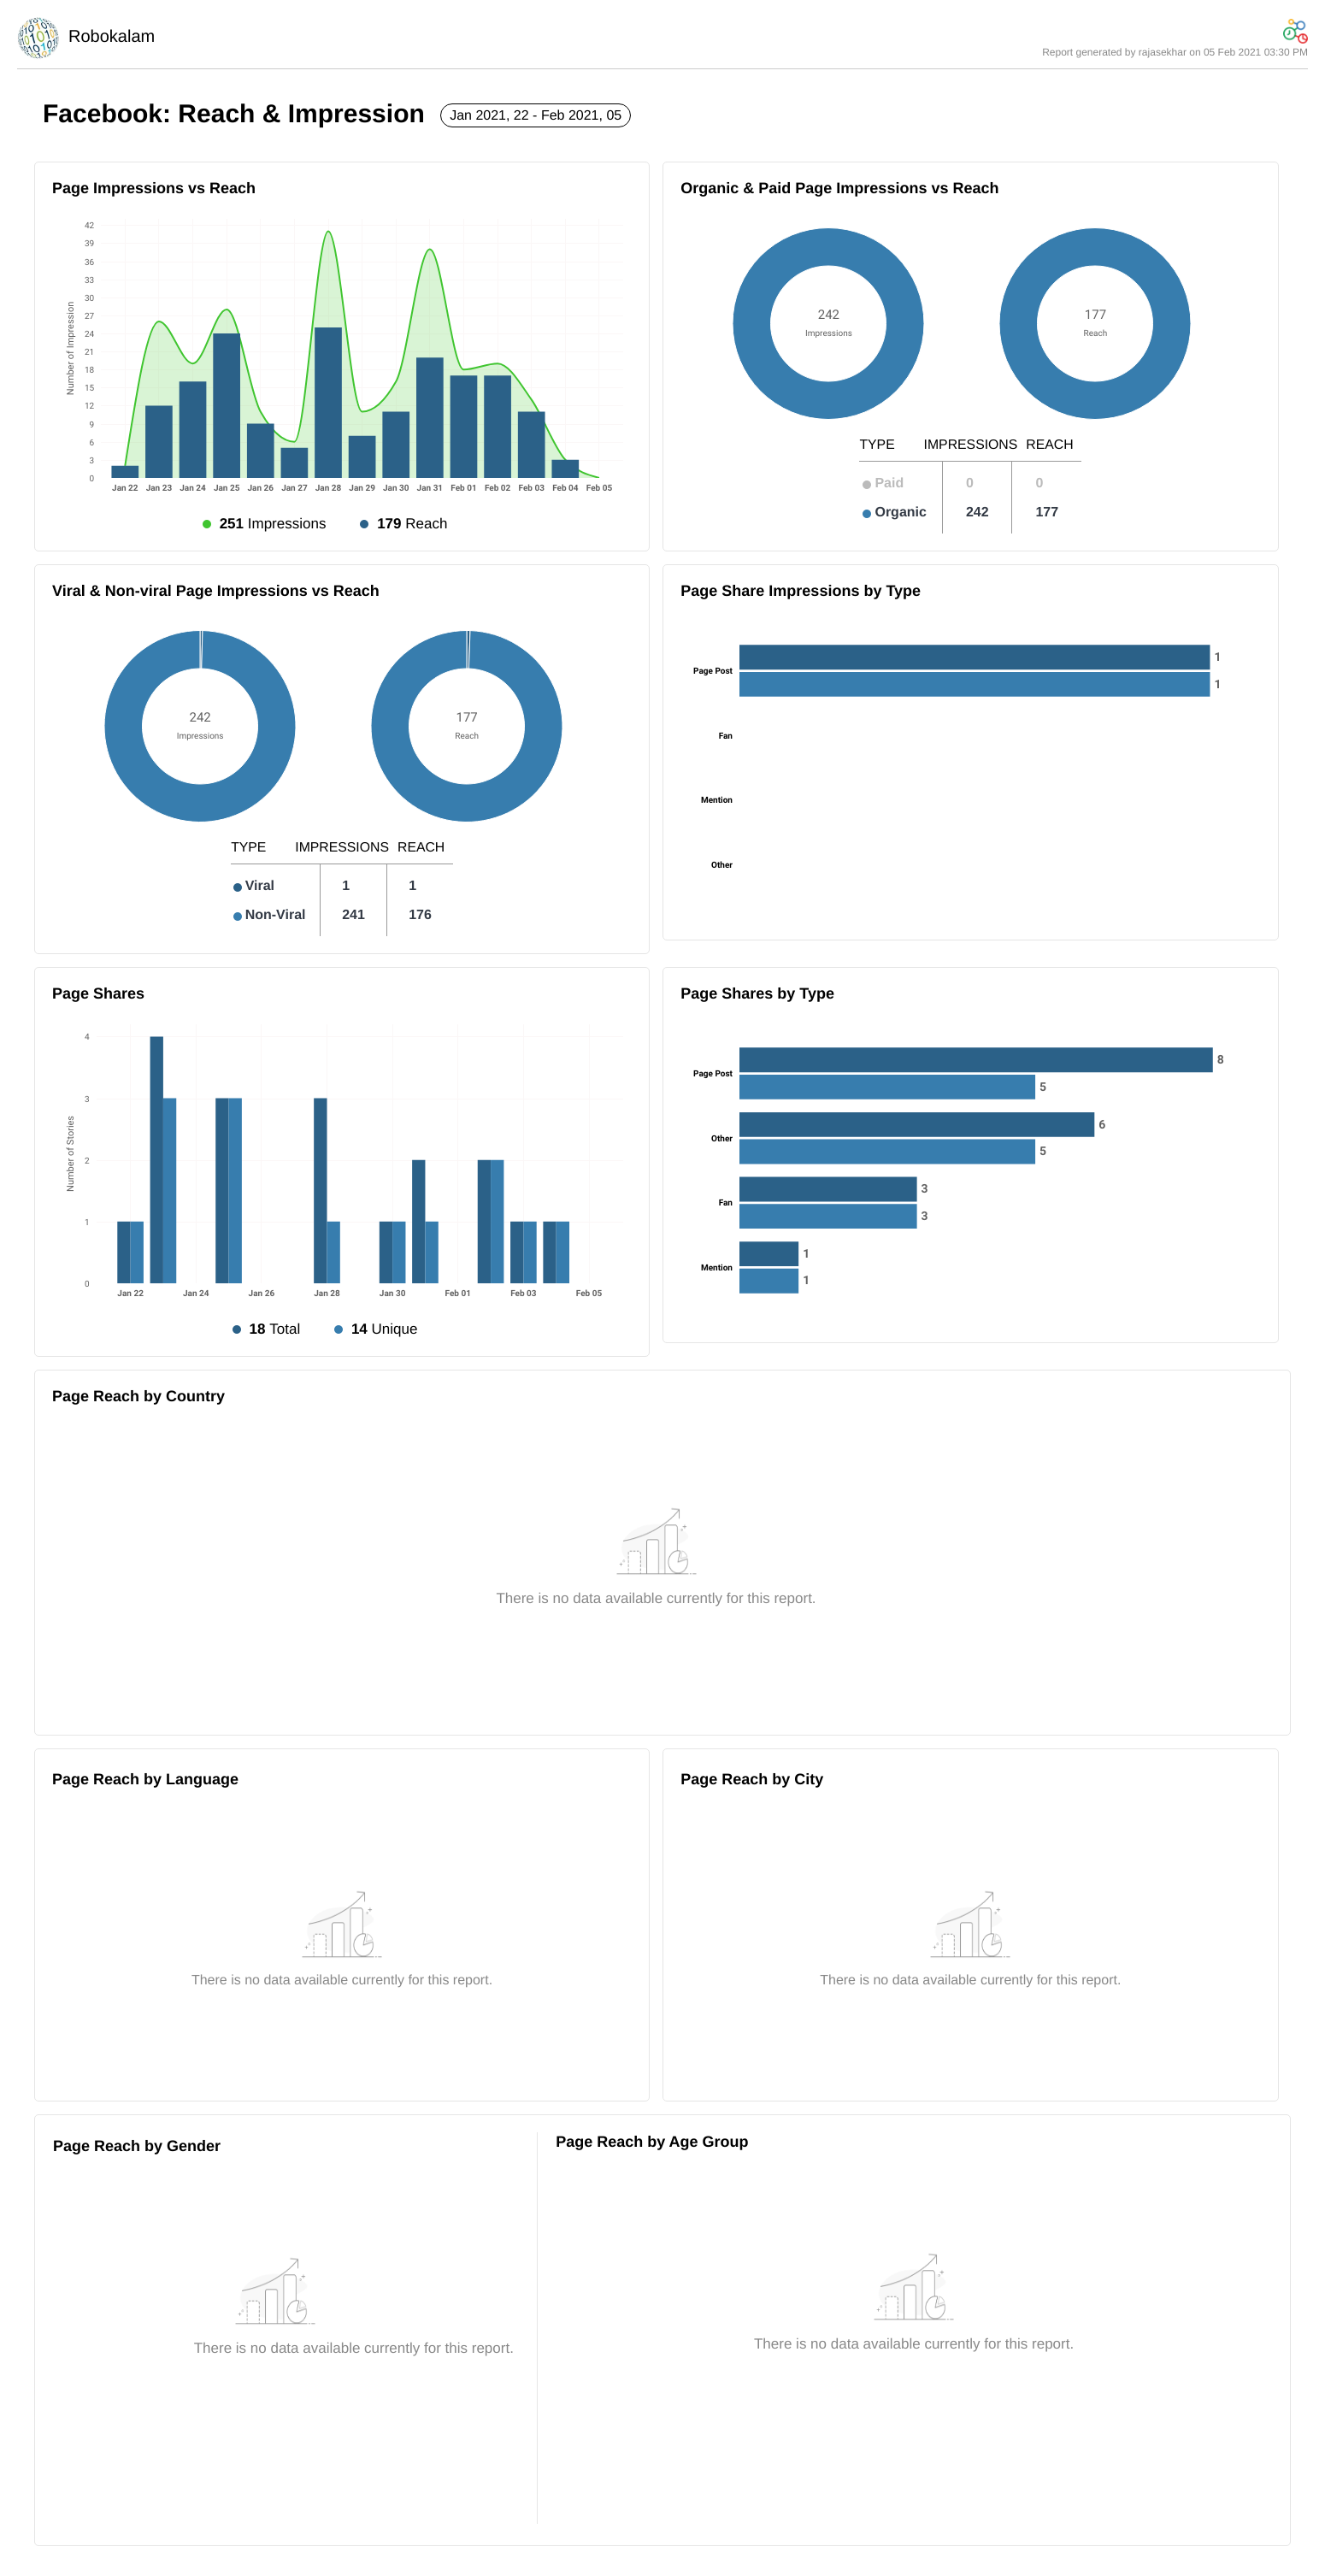 Robokalam
Report generated by rajasekhar on 05 Feb 2021 03:30 PM
Facebook: Reach & Impression
Jan 2021, 22 - Feb 2021, 05
Page Impressions vs Reach
Number of Impression
42
39
36
33
30
27
24
21
18
15
12
9
6
3
0
Jan 22 Jan 23 Jan 24 Jan 25 Jan 26 Jan 27 Jan 28 Jan 29 Jan 30 Jan 31 Feb 01 Feb 02 Feb 03 Feb 04 Feb 05
251 Impressions 179 Reach
Organic & Paid Page Impressions vs Reach
242
Impressions
177
Reach
TYPE IMPRESSIONS REACH
Paid 0 0
Organic 242 177
Viral & Non-viral Page Impressions vs Reach
242
Impressions
177
Reach
TYPE IMPRESSIONS REACH
Viral 1 1
Non-Viral 241 176
Page Share Impressions by Type
Page Post
1
1
Fan
Mention
Other
Page Shares
Number of Stories
4
3
2
1
0
Jan 22 Jan 24 Jan 26 Jan 28 Jan 30 Feb 01 Feb 03 Feb 05
18 Total 14 Unique
Page Shares by Type
Page Post
8
5
Other
6
5
Fan
3
3
Mention
1
1
Page Reach by Country
There is no data available currently for this report.
Page Reach by Language
There is no data available currently for this report.
Page Reach by City
There is no data available currently for this report.
Page Reach by Gender
There is no data available currently for this report.
Page Reach by Age Group
There is no data available currently for this report.